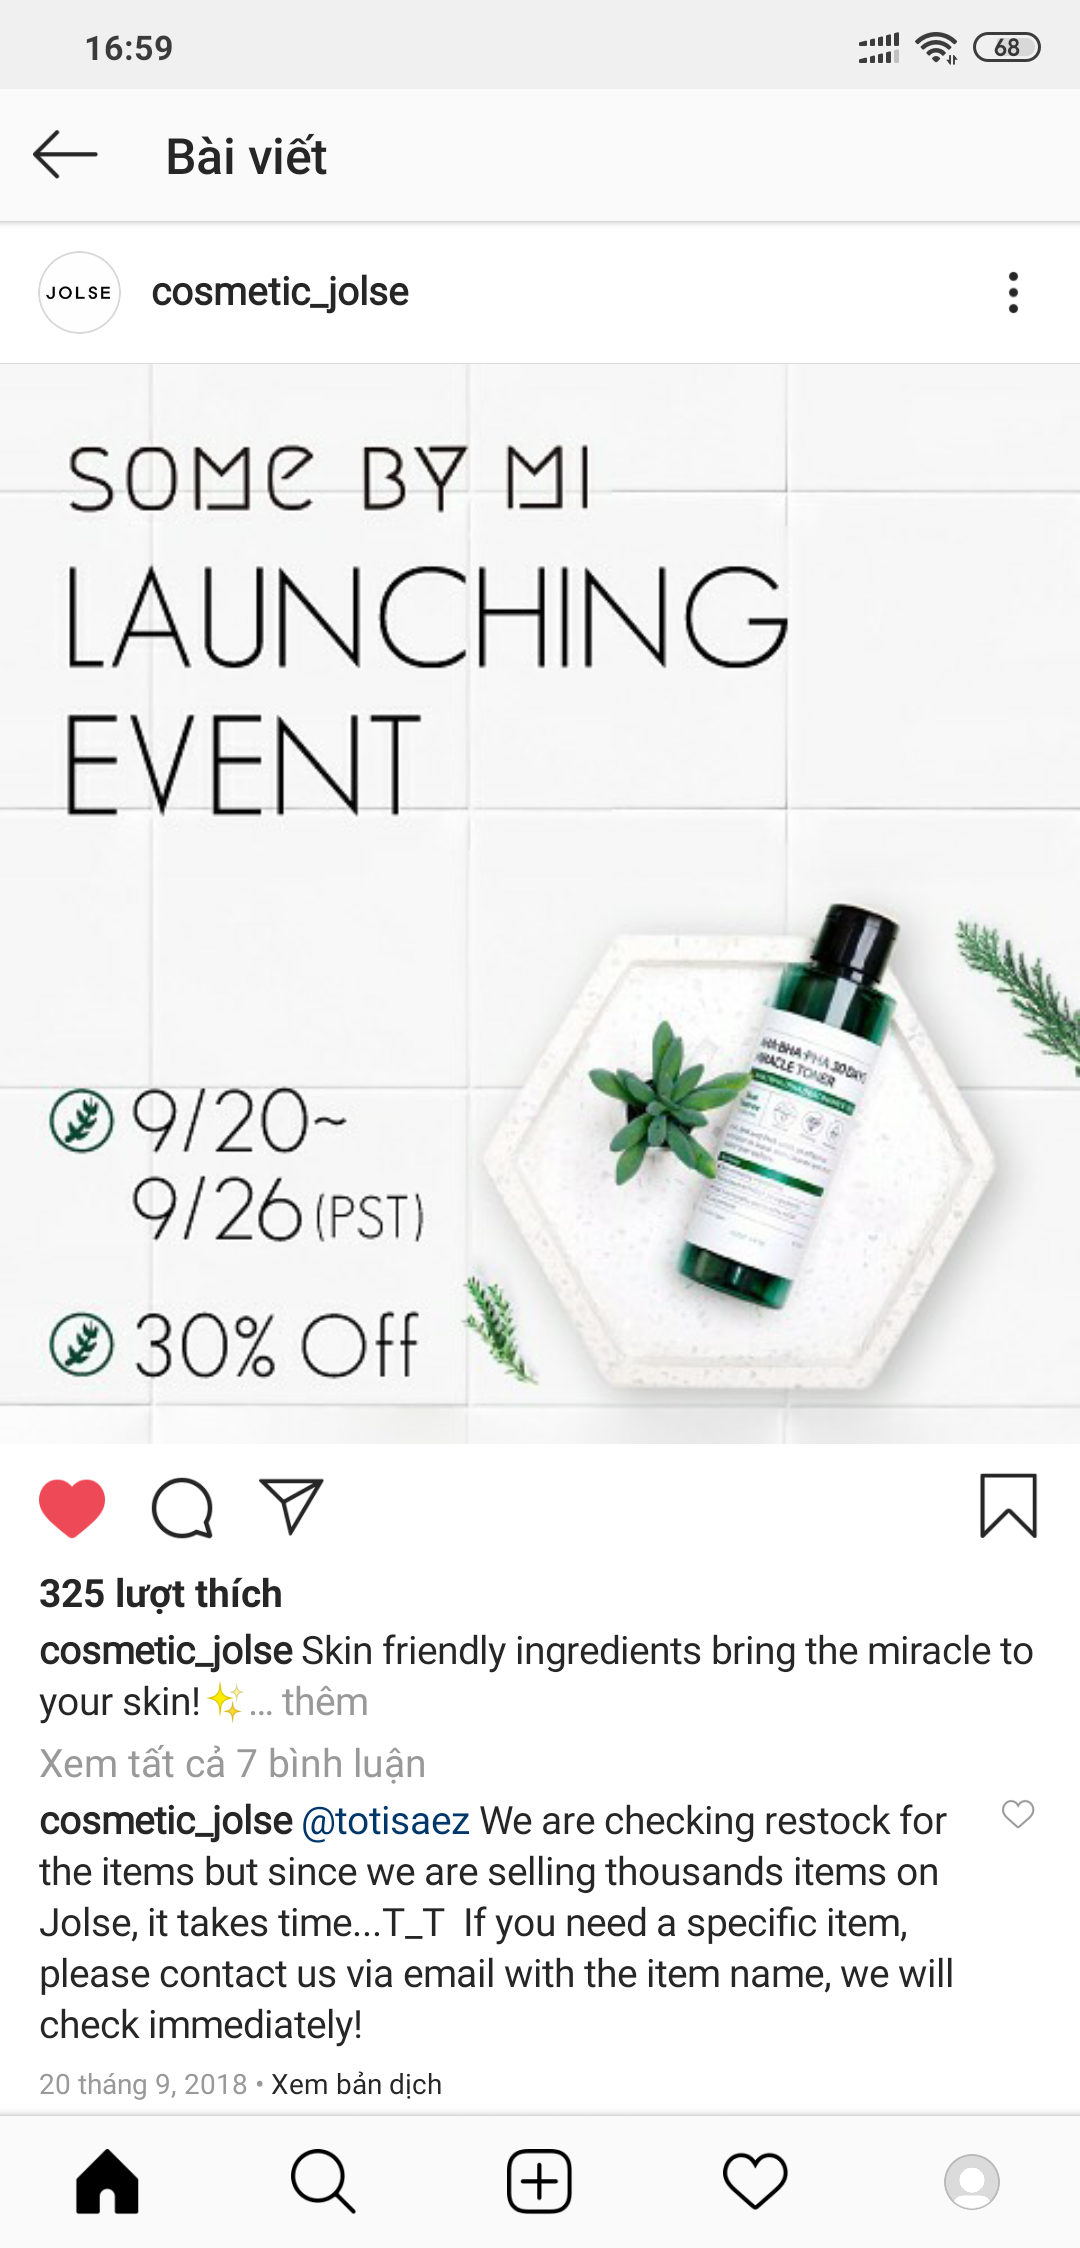 16:59
68
Bài viết
JOLSE
cosmetic_jolse
SOME BY MI
LAUNCHING
EVENT
AHA·BHA·PHA 30DAYS
MIRACLE TONER
9/20~
9/26 (PST)
30% Off
325 lượt thích
cosmetic_jolse Skin friendly ingredients bring the miracle to
your skin!✨... thêm
Xem tất cả 7 bình luận
cosmetic_jolse @totisaez We are checking restock for
the items but since we are selling thousands items on
Jolse, it takes time...T_T  If you need a specific item,
please contact us via email with the item name, we will
check immediately!
20 tháng 9, 2018 • Xem bản dịch